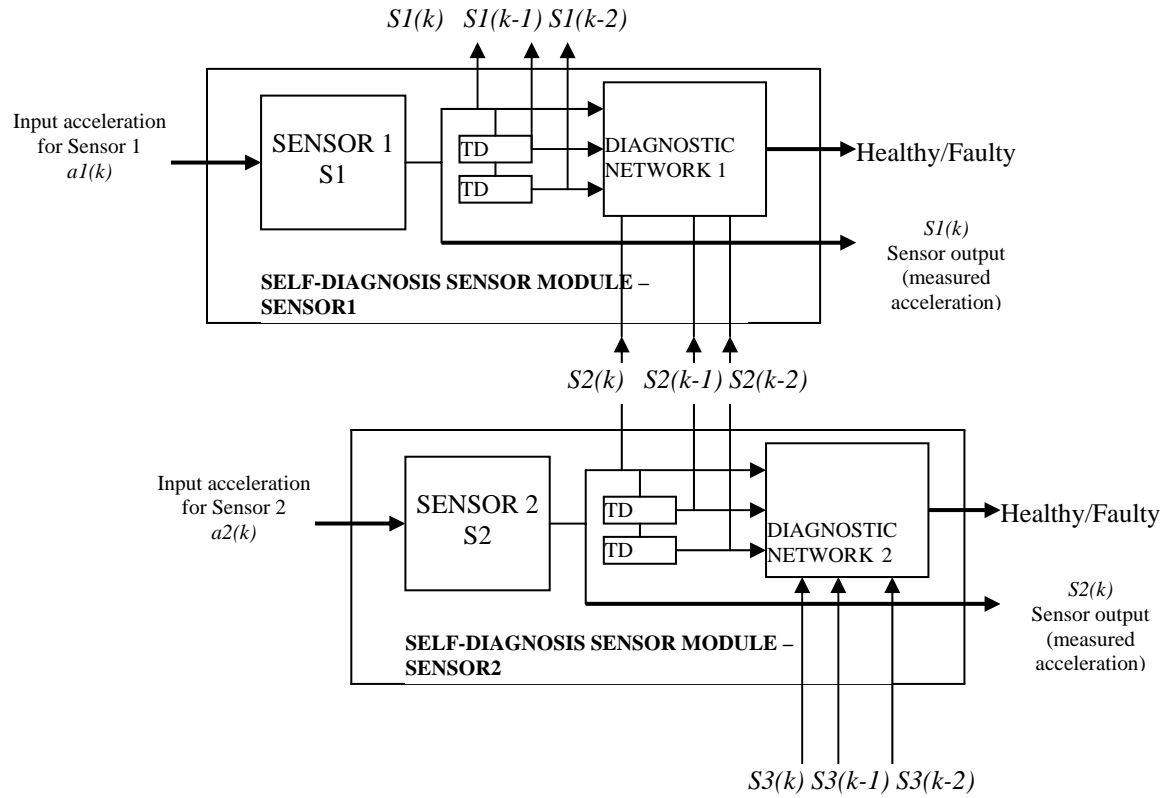 S1(k) S1(k-1) S1(k-2)
Input acceleration
for Sensor 1
a1(k)
SENSOR 1
S1
TD
TD
DIAGNOSTIC
NETWORK 1
Healthy/Faulty
S1(k)
Sensor output
(measured
acceleration)
SELF-DIAGNOSIS SENSOR MODULE –
SENSOR1
S2(k) S2(k-1) S2(k-2)
Input acceleration
for Sensor 2
a2(k)
SENSOR 2
S2
TD
TD
DIAGNOSTIC
NETWORK 2
Healthy/Faulty
S2(k)
Sensor output
(measured
acceleration)
SELF-DIAGNOSIS SENSOR MODULE –
SENSOR2
S3(k) S3(k-1) S3(k-2)